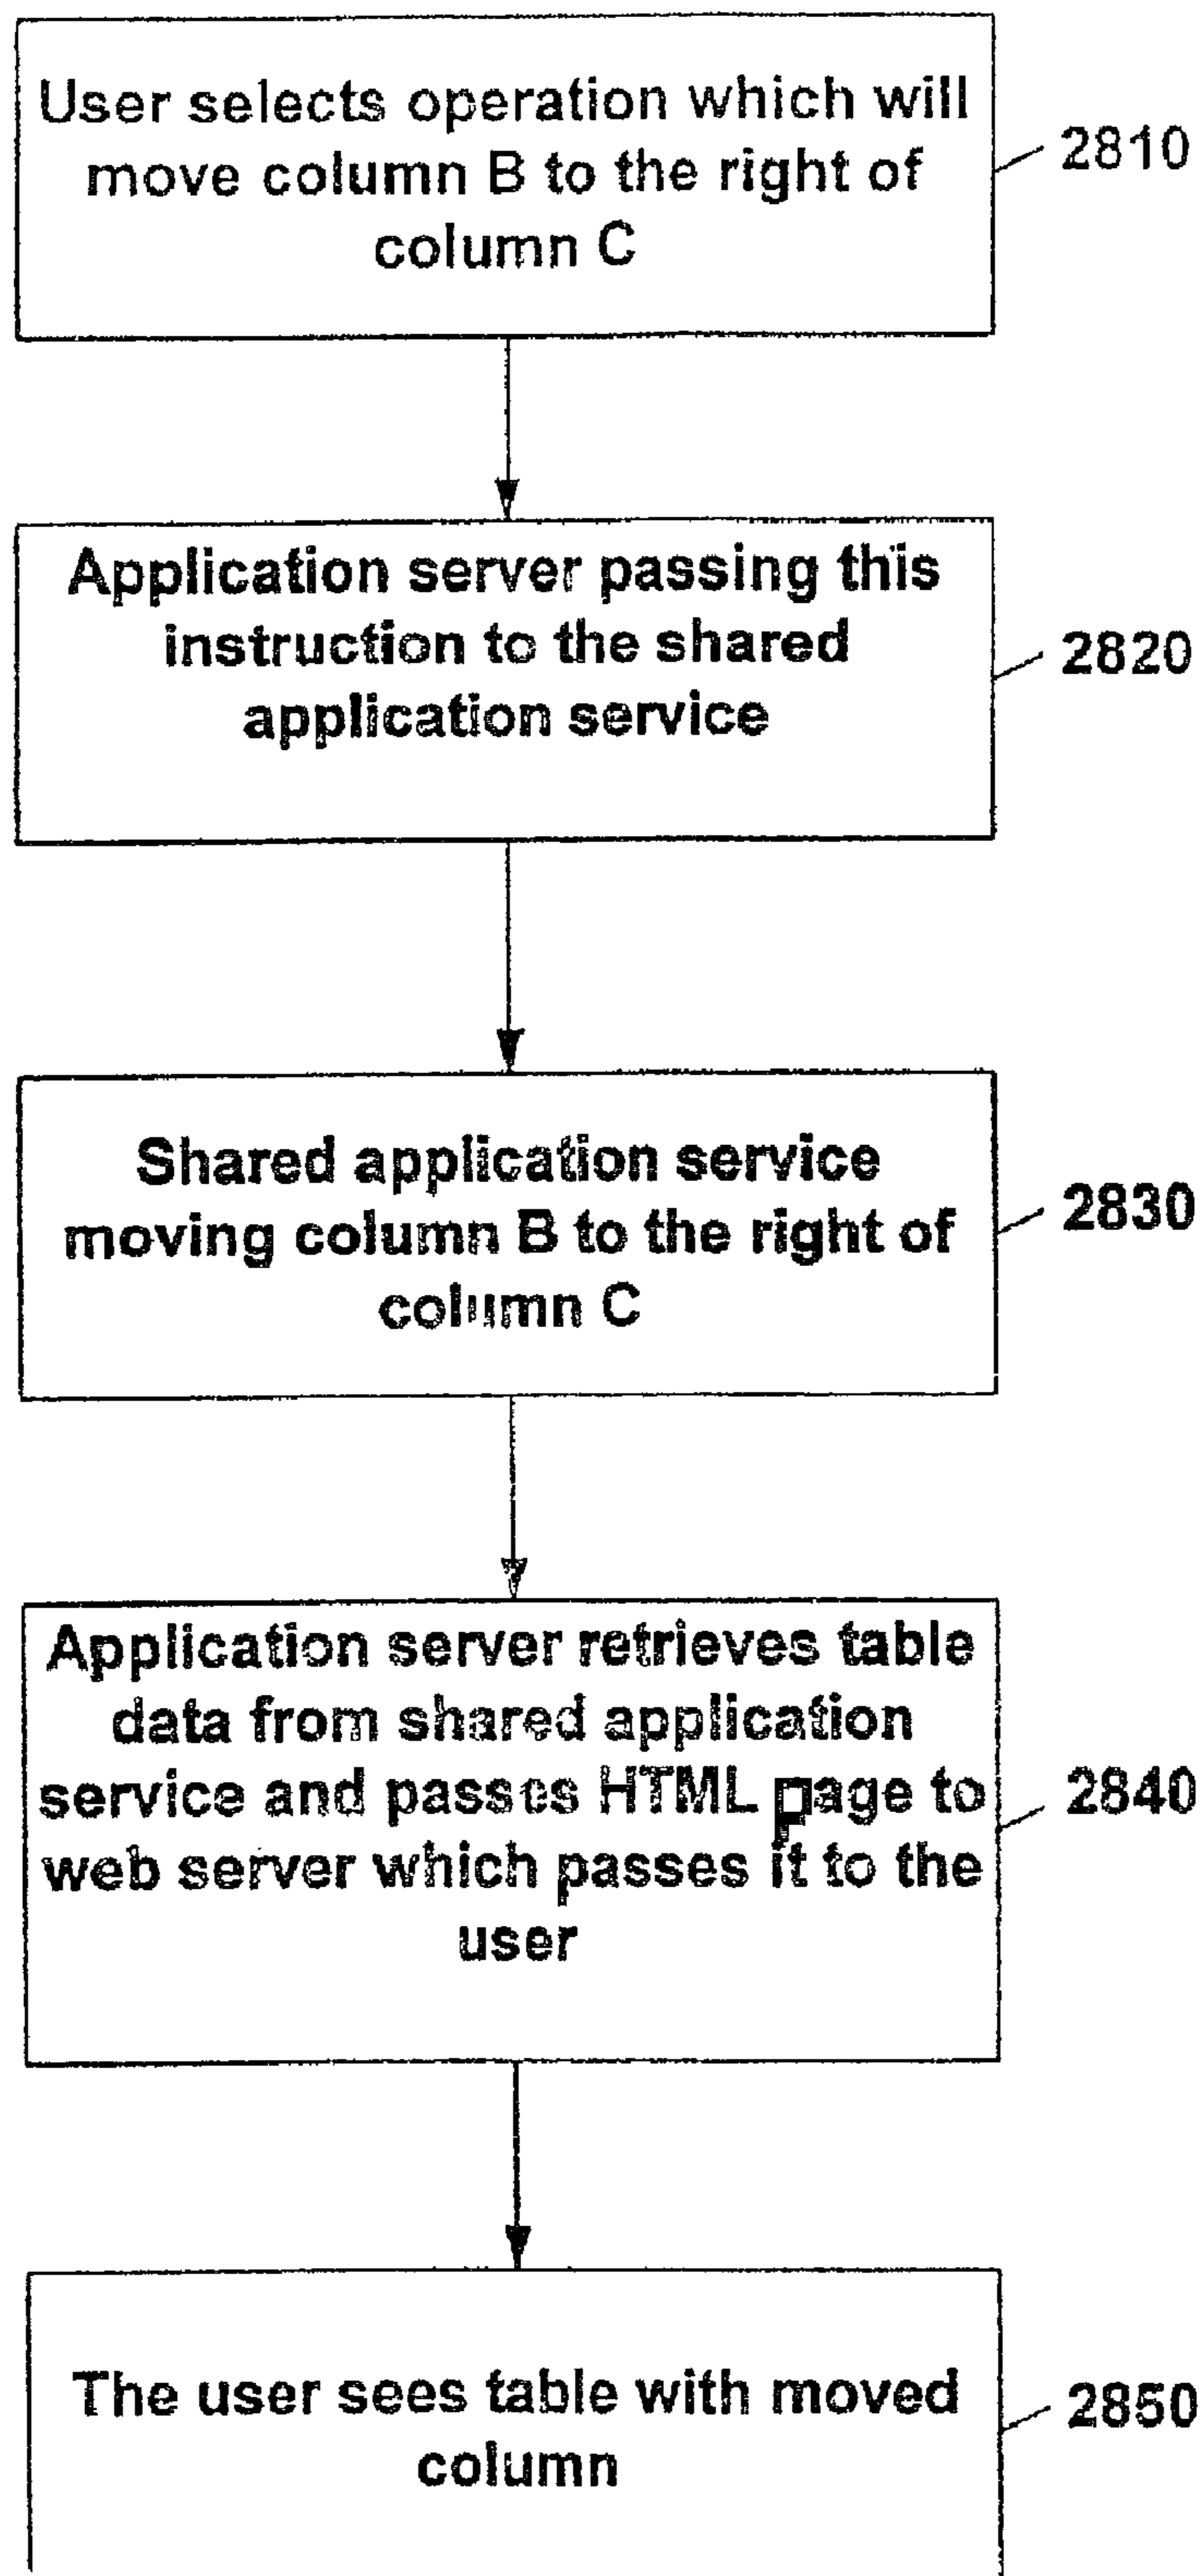 User selects operation which will
move column B to the right of
column C
2810
Application server passing this
instruction to the shared
application service
2820
Shared application service
moving column B to the right of
column C
2830
Application server retrieves table
data from shared application
service and passes HTML page to
web server which passes it to the
user
2840
The user sees table with moved
column
2850